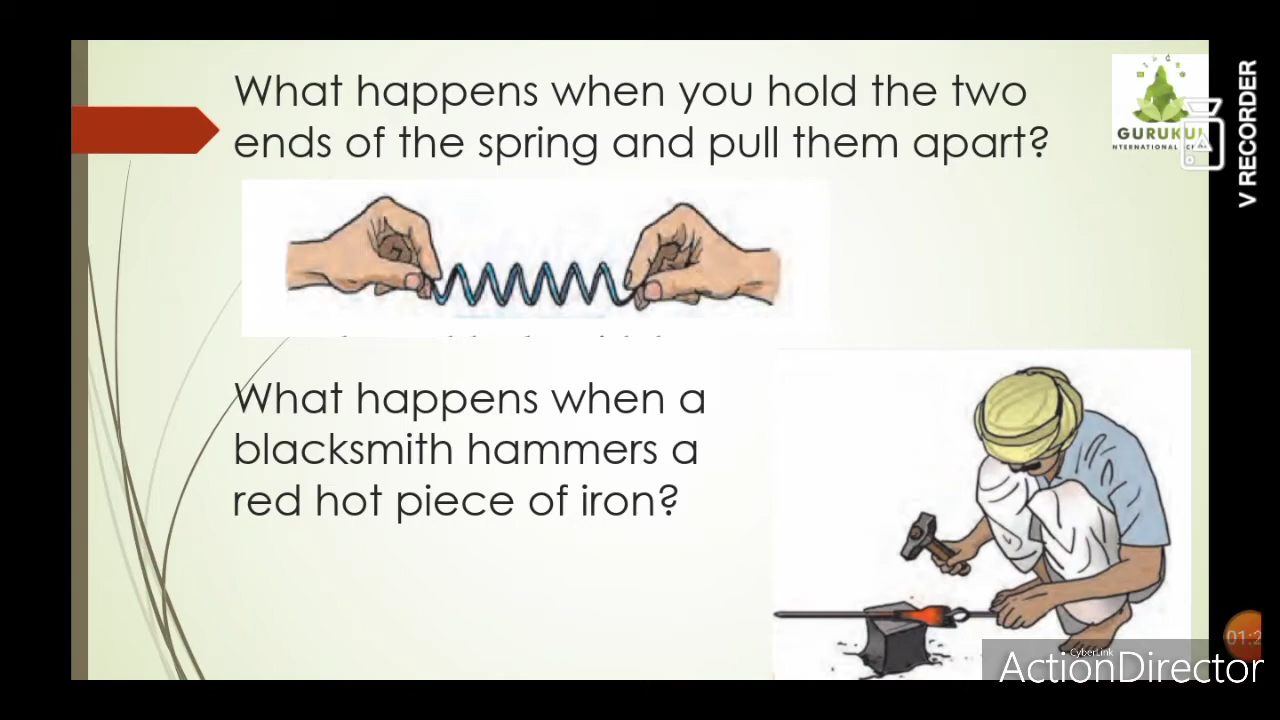 What happens when you hold the two
ends of the spring and pull them apart?
GURUKUL
What happens when a
blacksmith hammers a
red hot piece of iron?
V RECORDER
CyberLink
ActionDirector